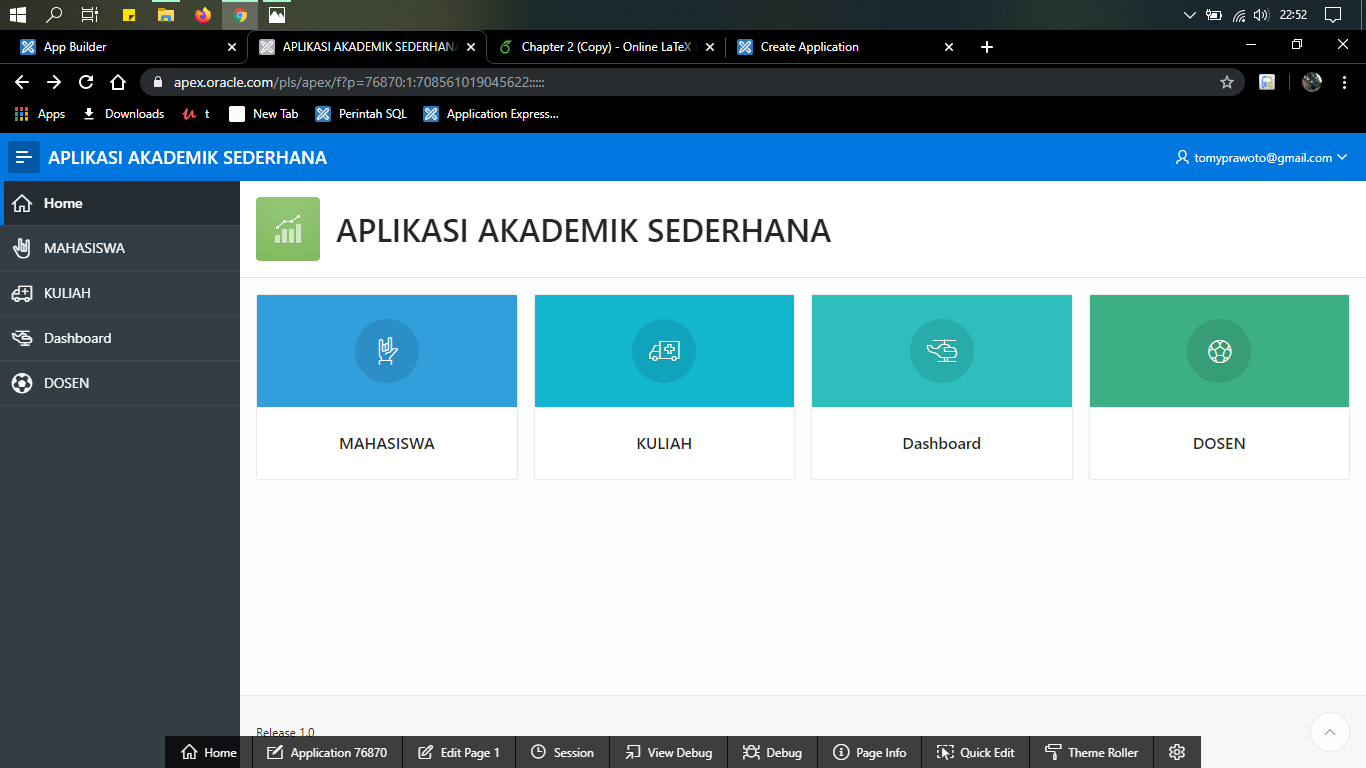 22:52
App Builder
APLIKASI AKADEMIK SEDERHANA
Chapter 2 (Copy) - Online LaTeX
Create Application
apex.oracle.com/pls/apex/f?p=76870:1:708561019045622:::::
Apps
Downloads
t
New Tab
Perintah SQL
Application Express...
APLIKASI AKADEMIK SEDERHANA
tomyprawoto@gmail.com
Home
MAHASISWA
KULIAH
Dashboard
DOSEN
APLIKASI AKADEMIK SEDERHANA
MAHASISWA
KULIAH
Dashboard
DOSEN
Release 1.0
Home
Application 76870
Edit Page 1
Session
View Debug
Debug
Page Info
Quick Edit
Theme Roller